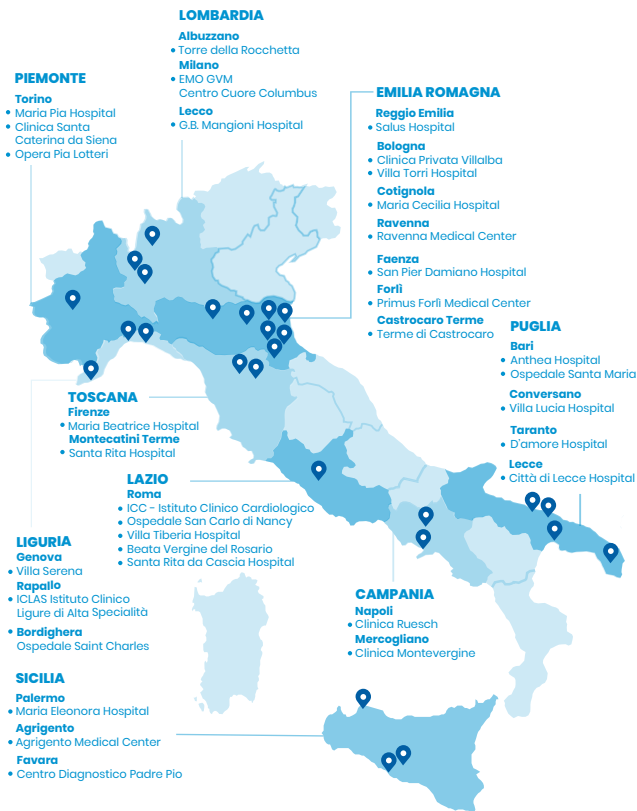 LOMBARDIA
Albuzzano
• Torre della Rocchetta
Milano
• EMO GVM
Centro Cuore Columbus
Lecco
• G.B. Mangioni Hospital
PIEMONTE
Torino
• Maria Pia Hospital
• Clinica Santa
Caterina da Siena
• Opera Pia Lotteri
EMILIA ROMAGNA
Reggio Emilia
• Salus Hospital
Bologna
• Clinica Privata Villalba
• Villa Torri Hospital
Cotignola
• Maria Cecilia Hospital
Ravenna
• Ravenna Medical Center
Faenza
• San Pier Damiano Hospital
Forlì
• Primus Forlì Medical Center
Castrocaro Terme
• Terme di Castrocaro
PUGLIA
Bari
• Anthea Hospital
• Ospedale Santa Maria
Conversano
• Villa Lucia Hospital
Taranto
• D'amore Hospital
Lecce
• Città di Lecce Hospital
TOSCANA
Firenze
• Maria Beatrice Hospital
Montecatini Terme
• Santa Rita Hospital
LAZIO
Roma
• ICC - Istituto Clinico Cardiologico
• Ospedale San Carlo di Nancy
• Villa Tiberia Hospital
• Beata Vergine del Rosario
• Santa Rita da Cascia Hospital
LIGURIA
Genova
• Villa Serena
Rapallo
• ICLAS Istituto Clinico
Ligure di Alta Specialità
• Bordighera
Ospedale Saint Charles
CAMPANIA
Napoli
• Clinica Ruesch
Mercogliano
• Clinica Montevergine
SICILIA
Palermo
• Maria Eleonora Hospital
Agrigento
• Agrigento Medical Center
Favara
• Centro Diagnostico Padre Pio